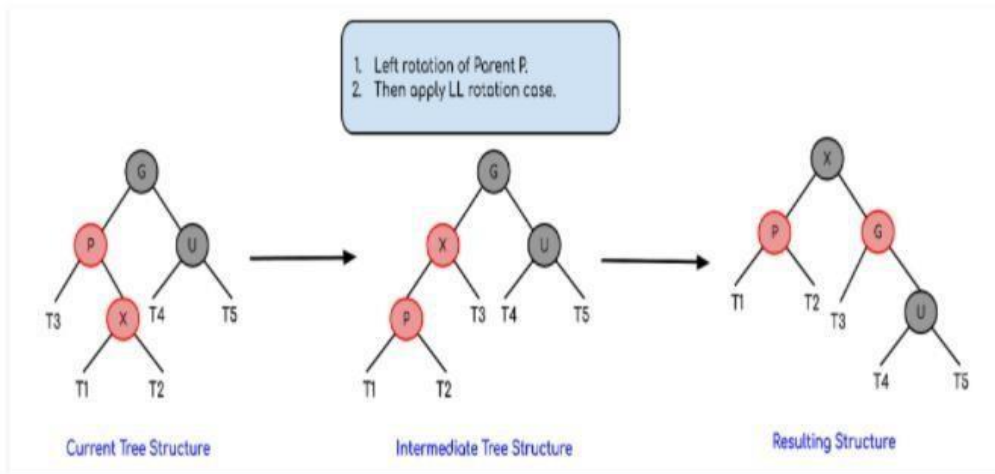 1. Left rotation of Parent P.
2. Then apply LL rotation case.
G
P
U
T3
X
T4
T5
T1
T2
Current Tree Structure
G
X
U
P
T3
T4
T5
T1
T2
Intermediate Tree Structure
X
P
G
T1
T2
T3
U
T4
T5
Resulting Structure